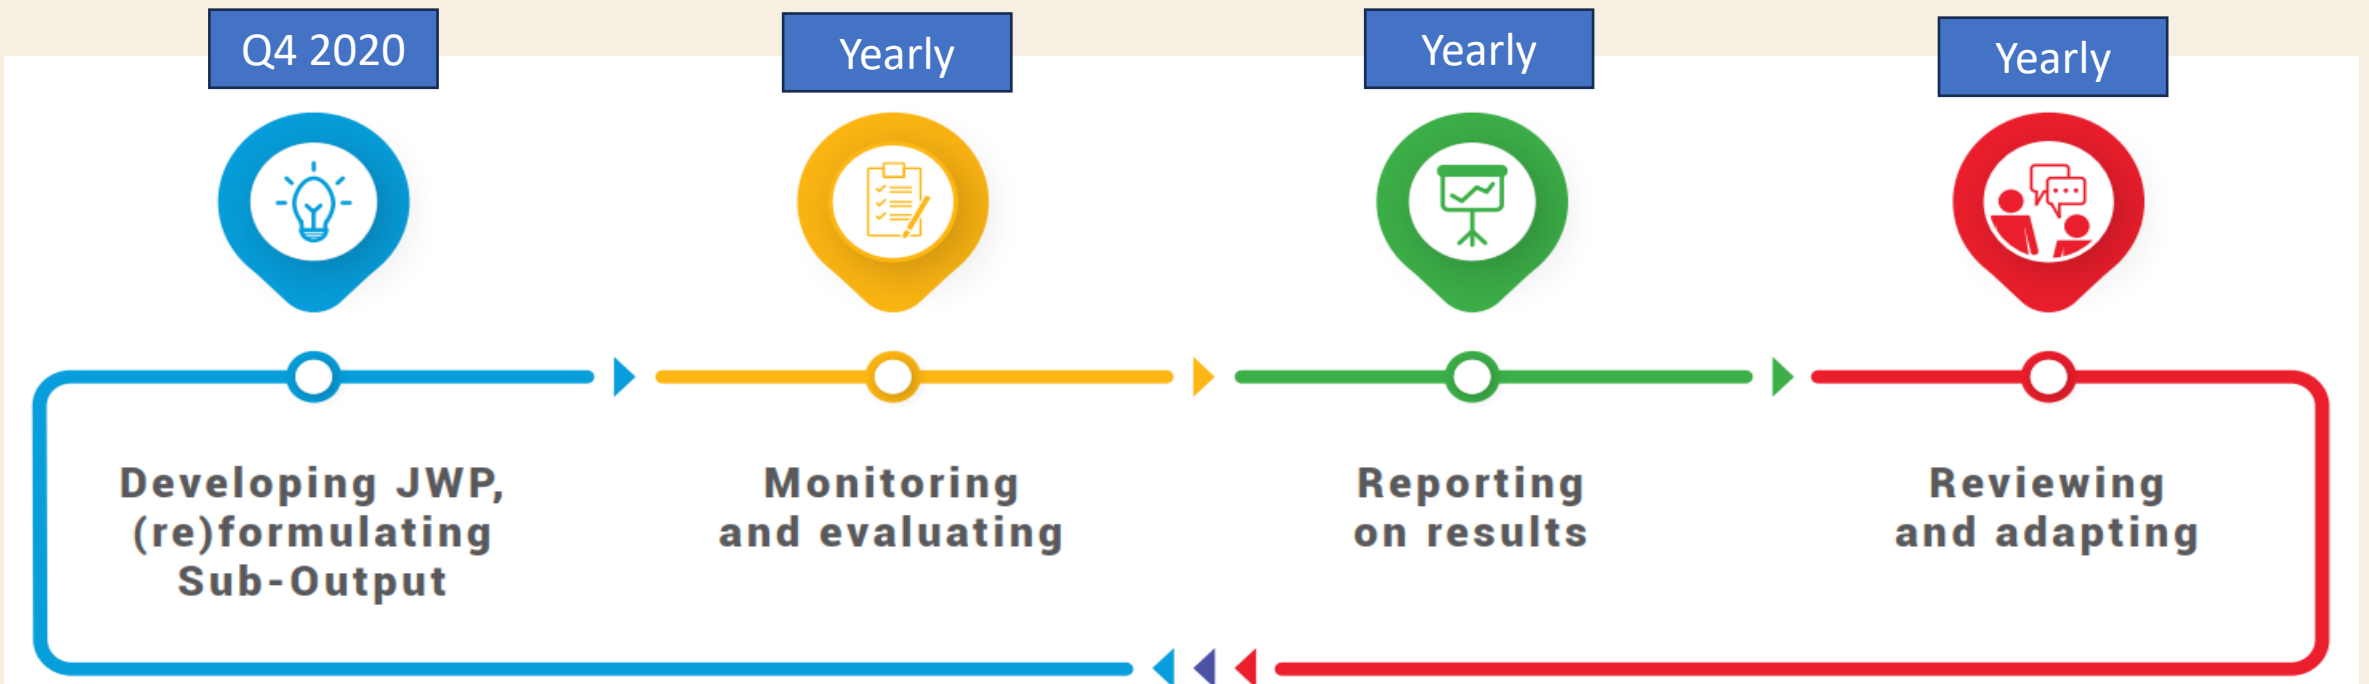 Q4 2020
Yearly
Yearly
Yearly
Developing JWP,
(re)formulating
Sub-Output
Monitoring
and evaluating
Reporting
on results
Reviewing
and adapting